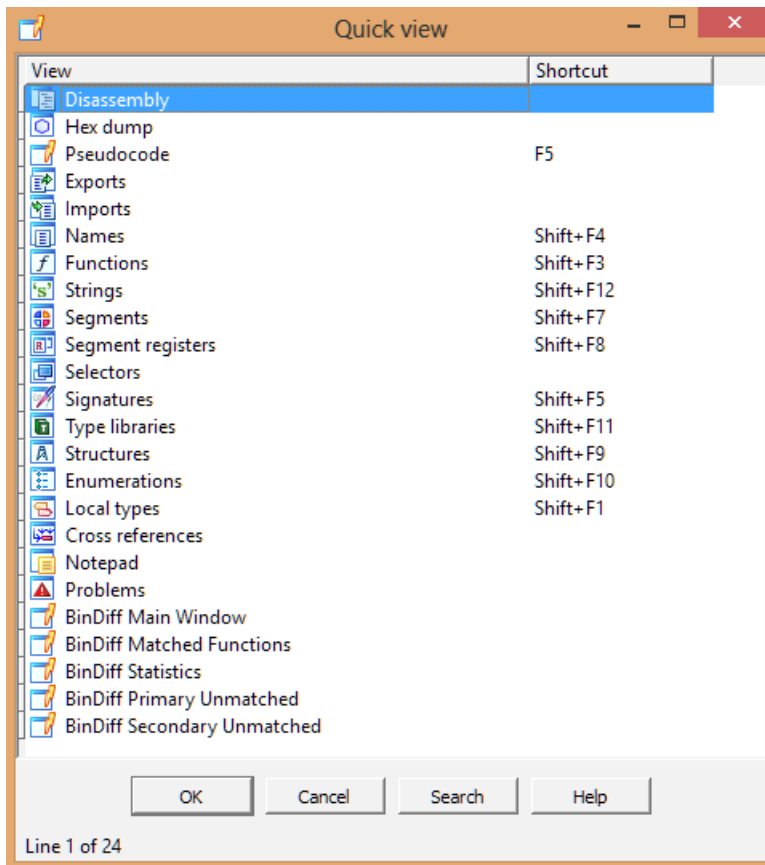 Quick view
View Shortcut
Disassembly
Hex dump
Pseudocode F5
Exports
Imports
Names Shift+F4
f Functions Shift+F3
's' Strings Shift+F12
Segments Shift+F7
R Segment registers Shift+F8
Selectors
Signatures Shift+F5
T Type libraries Shift+F11
A Structures Shift+F9
Enumerations Shift+F10
Local types Shift+F1
Cross references
Notepad
Problems
BinDiff Main Window
BinDiff Matched Functions
BinDiff Statistics
BinDiff Primary Unmatched
BinDiff Secondary Unmatched
OK Cancel Search Help
Line 1 of 24